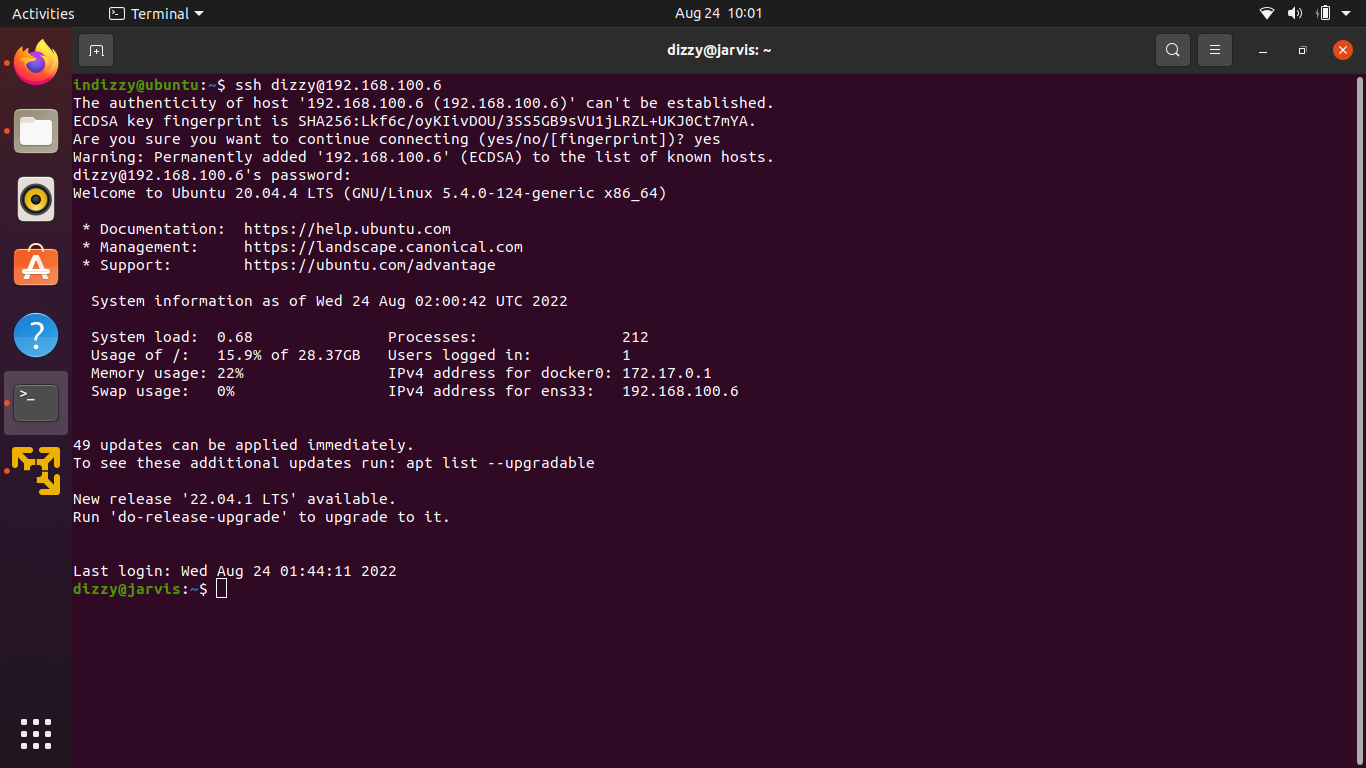 Activities Terminal Aug 24 10:01
dizzy@jarvis: ~
indizzy@ubuntu:~$ ssh dizzy@192.168.100.6
The authenticity of host '192.168.100.6 (192.168.100.6)' can't be established.
ECDSA key fingerprint is SHA256:Lkf6c/oyKIivDOU/3SS5GB9sVU1jLRZL+UKJ0Ct7mYA.
Are you sure you want to continue connecting (yes/no/[fingerprint])? yes
Warning: Permanently added '192.168.100.6' (ECDSA) to the list of known hosts.
dizzy@192.168.100.6's password:
Welcome to Ubuntu 20.04.4 LTS (GNU/Linux 5.4.0-124-generic x86_64)
* Documentation: https://help.ubuntu.com
* Management: https://landscape.canonical.com
* Support: https://ubuntu.com/advantage
System information as of Wed 24 Aug 02:00:42 UTC 2022
System load: 0.68 Processes: 212
Usage of /: 15.9% of 28.37GB Users logged in: 1
Memory usage: 22% IPv4 address for docker0: 172.17.0.1
Swap usage: 0% IPv4 address for ens33: 192.168.100.6
49 updates can be applied immediately.
To see these additional updates run: apt list --upgradable
New release '22.04.1 LTS' available.
Run 'do-release-upgrade' to upgrade to it.
Last login: Wed Aug 24 01:44:11 2022
dizzy@jarvis:~$